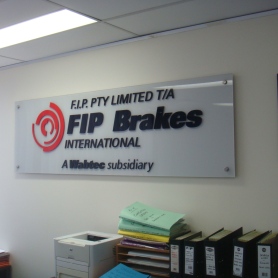 F.I.P. PTY LIMITED T/A
FIP Brakes
INTERNATIONAL
A Wabtec subsidiary